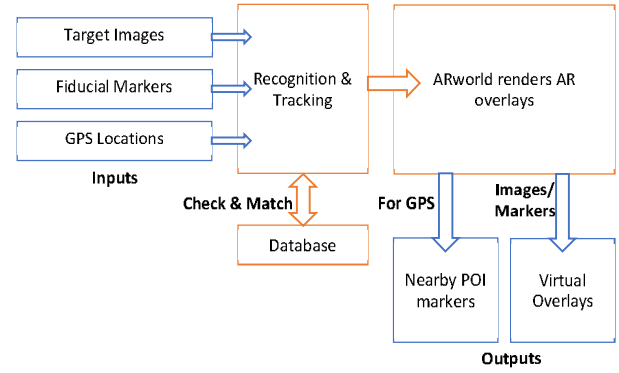 Target Images
Fiducial Markers
GPS Locations
Inputs
Recognition &
Tracking
Check & Match
Database
ARworld renders AR
overlays
For GPS
Images/
Markers
Nearby POI
markers
Virtual
Overlays
Outputs